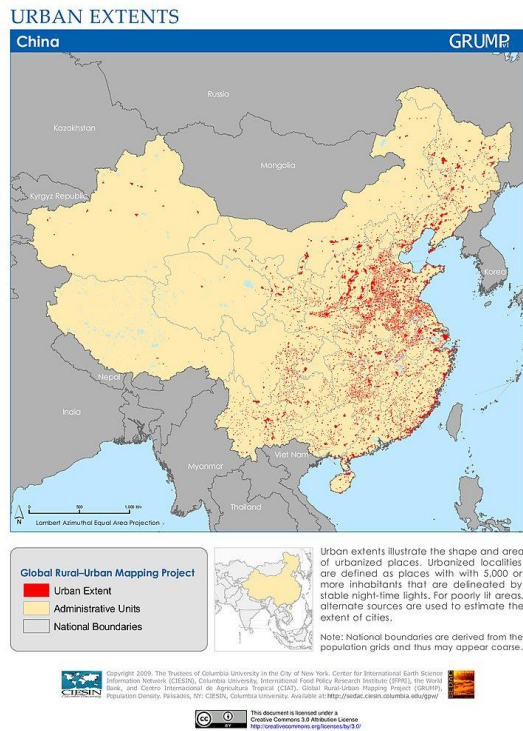 URBAN EXTENTS
China
GRUMPv1
Russia
Kazakhstan
Mongolia
Kyrgyz Republic
Korea
Nepal
India
Viet Nam
Myanmar
Thailand
N
0 500 1,000 Km
Lambert Azimuthal Equal Area Projection
Global Rural–Urban Mapping Project
Urban Extent
Administrative Units
National Boundaries
Urban extents illustrate the shape and area
of urbanized places. Urbanized localities
are defined as places with with 5,000 or
more inhabitants that are delineated by
stable night-time lights. For poorly lit areas,
alternate sources are used to estimate the
extent of cities.
Note: National boundaries are derived from the
population grids and thus may appear coarse.
CIESIN
Copyright 2009. The Trustees of Columbia University in the City of New York. Center for International Earth Science
Information Network (CIESIN), Columbia University, International Food Policy Research Institute (IFPRI), the World
Bank, and Centro Internacional de Agricultura Tropical (CIAT). Global Rural-Urban Mapping Project (GRUMP),
Population Density. Palisades, NY: CIESIN, Columbia University. Available at: http://sedac.ciesin.columbia.edu/gpw/
cc
BY
This document is licensed under a
Creative Commons 3.0 Attribution License
http://creativecommons.org/licenses/by/3.0/